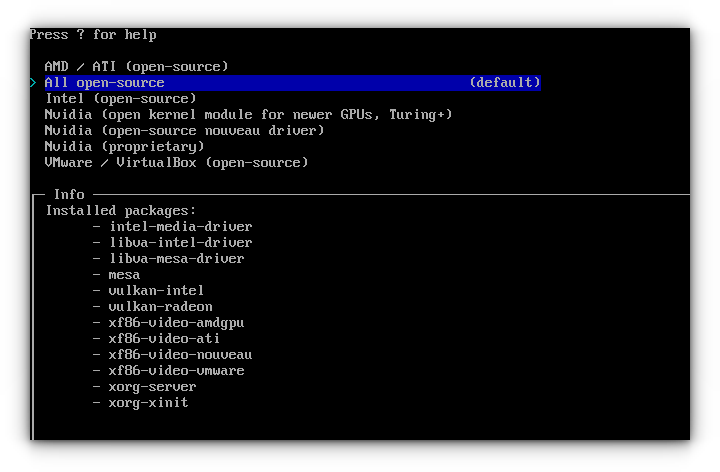 Press ? for help
AMD / ATI (open-source)
> All open-source (default)
Intel (open-source)
Nvidia (open kernel module for newer GPUs, Turing+)
Nvidia (open-source nouveau driver)
Nvidia (proprietary)
VMware / VirtualBox (open-source)
Info
Installed packages:
- intel-media-driver
- libva-intel-driver
- libva-mesa-driver
- mesa
- vulkan-intel
- vulkan-radeon
- xf86-video-amdgpu
- xf86-video-ati
- xf86-video-nouveau
- xf86-video-vmware
- xorg-server
- xorg-xinit